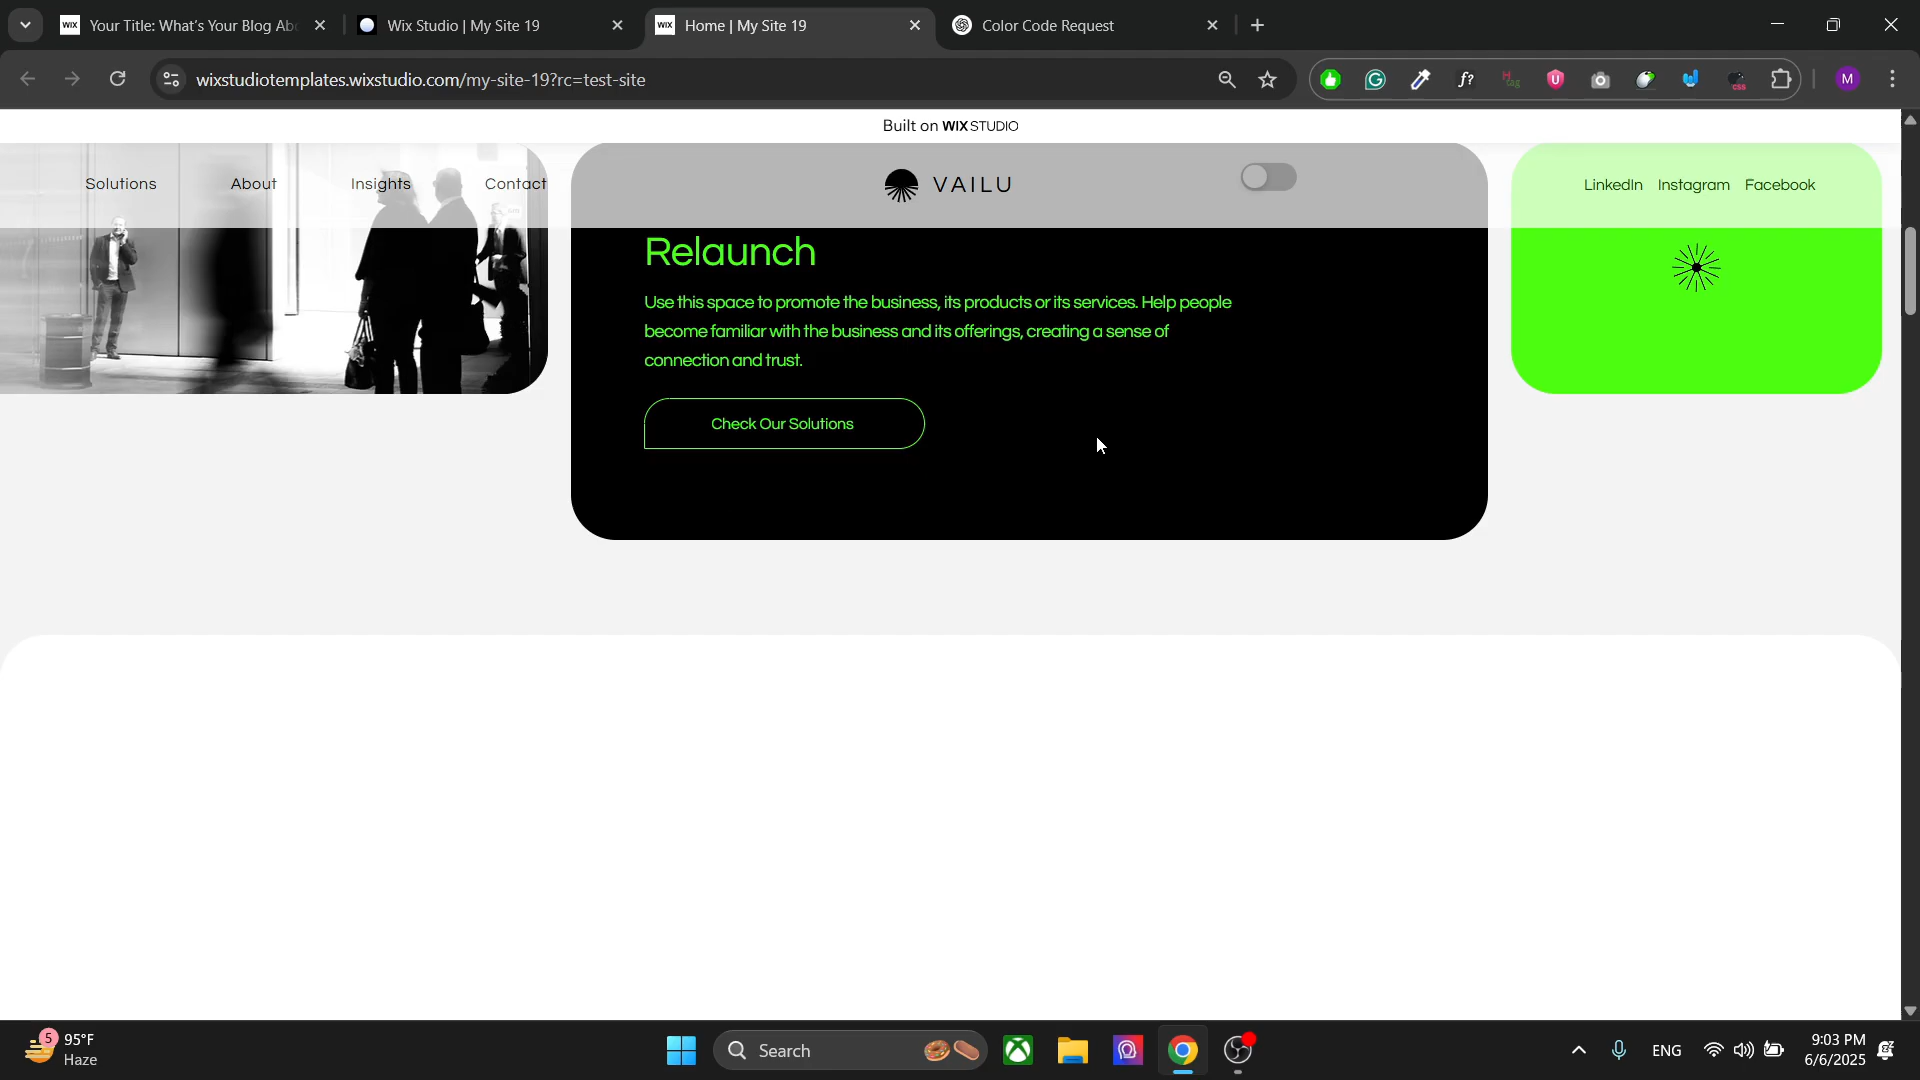 Your Title: What's Your Blog Abo
Wix Studio | My Site 19
Home | My Site 19
Color Code Request
wixstudiotemplates.wixstudio.com/my-site-19?rc=test-site
M
Built on WIX STUDIO
Solutions
About
Insights
Contact
VAILU
LinkedIn
Instagram
Facebook
Relaunch
Use this space to promote the business, its products or its services. Help people
become familiar with the business and its offerings, creating a sense of
connection and trust.
Check Our Solutions
5
95°F
Haze
Search
ENG
9:03 PM
6/6/2025